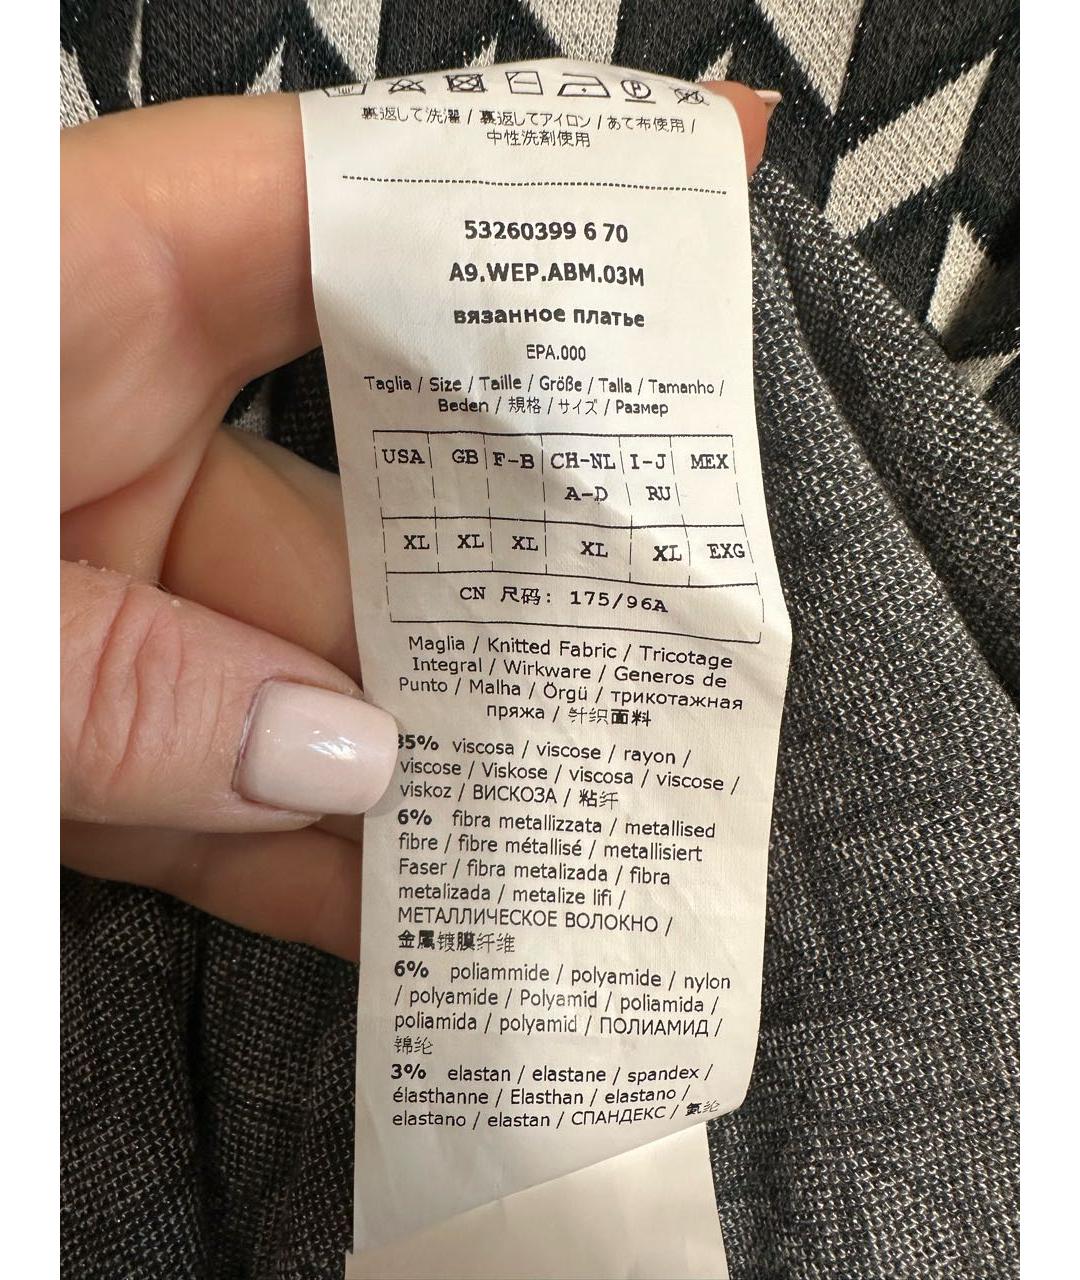 裏返して洗濯 / 裏返してアイロン / あて布使用 /
中性洗剤使用
53260399 6 70
A9.WEP.ABM.03M
вязанное платье
EPA.000
Taglia / Size / Taille / Größe / Talla / Tamanho /
Beden / 規格 / サイズ / Размер
USA GB F-B CH-NL I-J MEX
A-D RU
XL XL XL XL XL EXG
CN 尺码: 175/96A
Maglia / Knitted Fabric / Tricotage
Integral / Wirkware / Generos de
Punto / Malha / Örgü / трикотажная
пряжа / 针织面料
85% viscosa / viscose / rayon /
viscose / Viskose / viscosa / viscose /
viskoz / ВИСКОЗА / 粘纤
6% fibra metallizzata / metallised
fibre / fibre métallisé / metallisiert
Faser / fibra metalizada / fibra
metalizada / metalize lifi /
МЕТАЛЛИЧЕСКОЕ ВОЛОКНО /
金属镀膜纤维
6% poliammide / polyamide / nylon
/ polyamide / Polyamid / poliamida /
poliamida / polyamid / ПОЛИАМИД /
锦纶
3% elastan / elastane / spandex /
élasthanne / Elasthan / elastano /
elastano / elastan / СПАНДЕКС / 氨纶